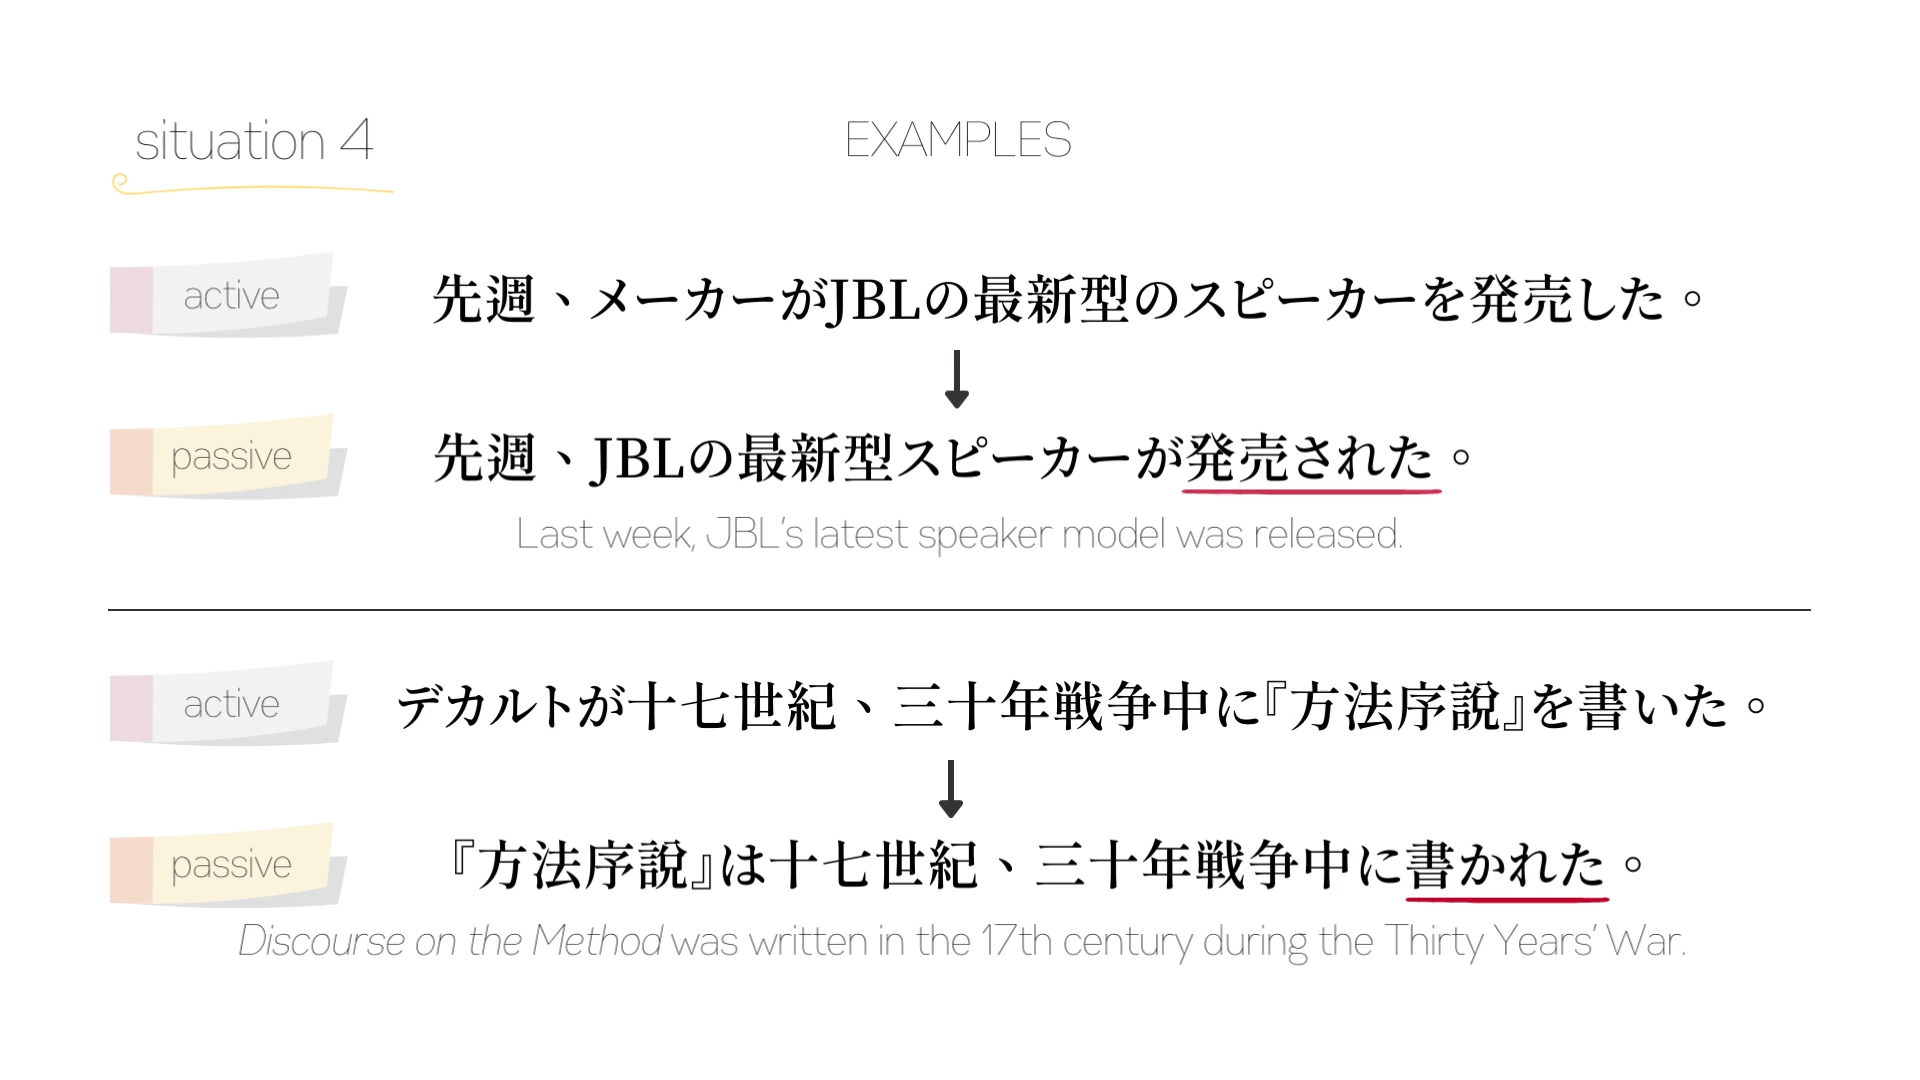 situation 4
EXAMPLES
active
先週、メーカーがJBLの最新型のスピーカーを発売した。
passive
先週、JBLの最新型スピーカーが発売された。
Last week, JBL's latest speaker model was released.
active
デカルトが十七世紀、三十年戦争中に『方法序説』を書いた。
passive
『方法序説』は十七世紀、三十年戦争中に書かれた。
Discourse on the Method was written in the 17th century during the Thirty Years' War.